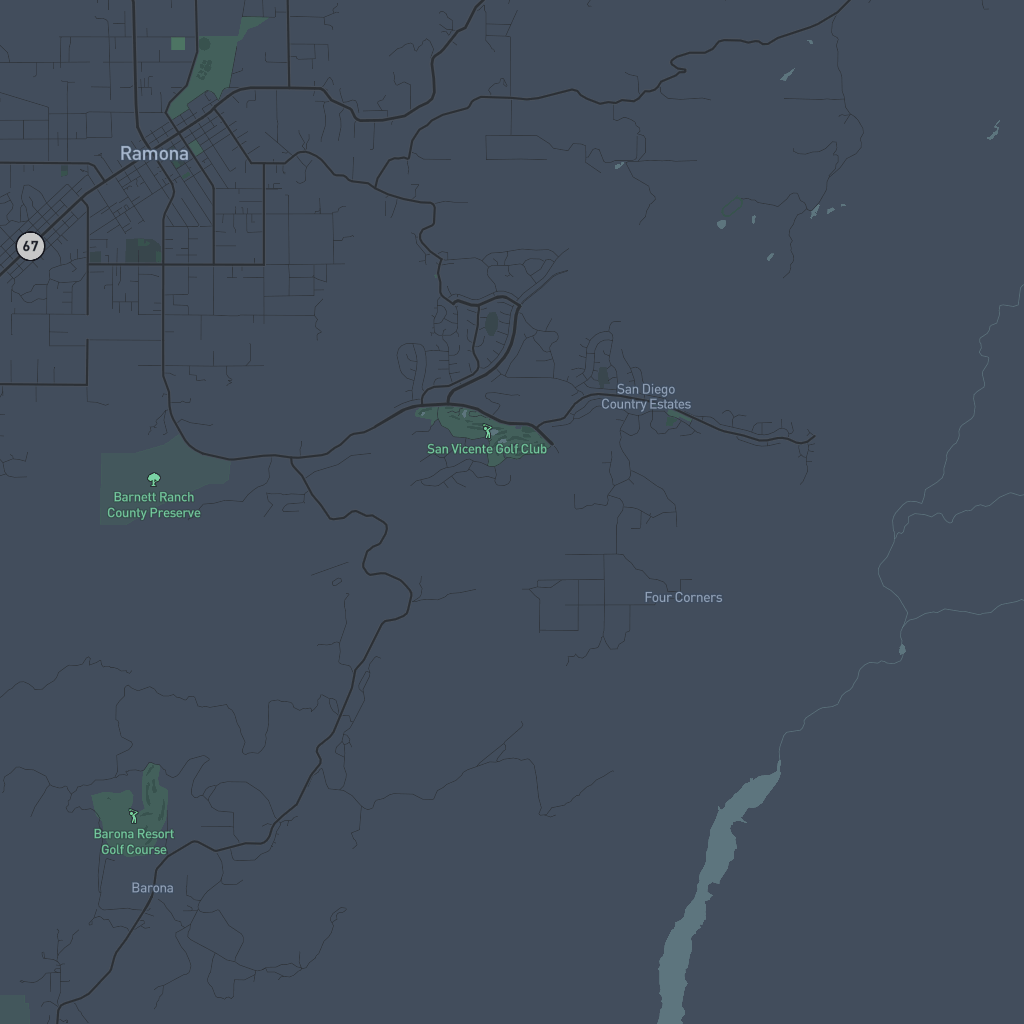 Ramona
67
San Diego
Country Estates
San Vicente Golf Club
Barnett Ranch
County Preserve
Four Corners
Barona Resort
Golf Course
Barona